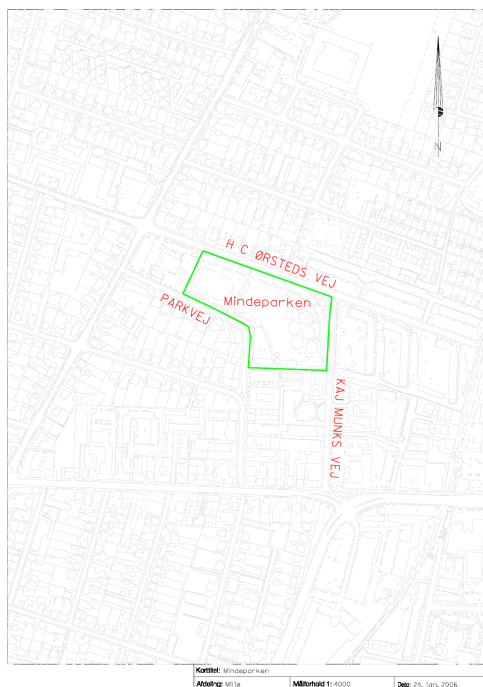 N
H C ØRSTEDS VEJ
Mindeparken
PARKVEJ
KAJ MUNKS VEJ
Korttitel: Mindeparken
Afdeling: Miljø Målforhold 1: 4000 Dato: 24. Jan. 2006